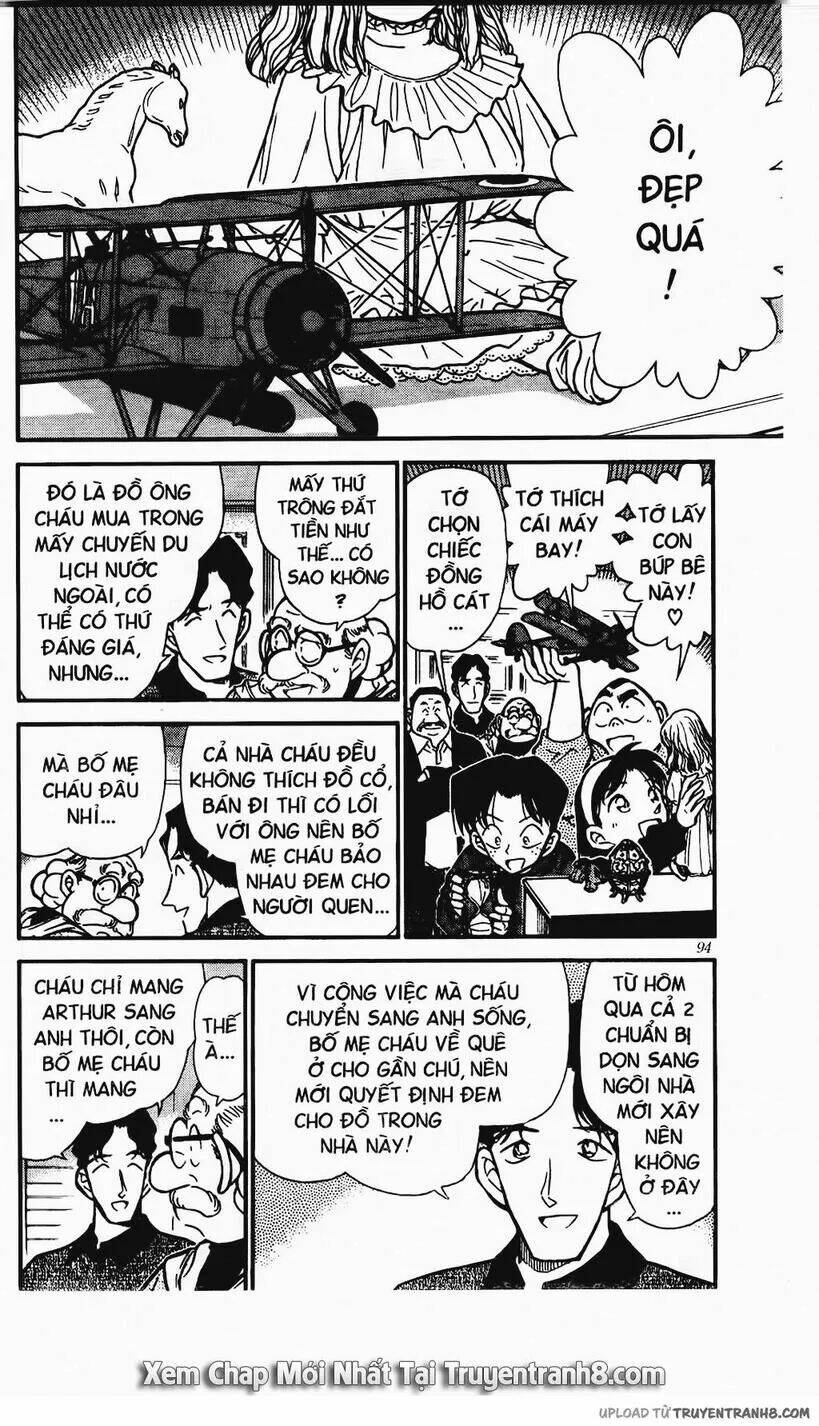 ÔI,
ĐẸP
QUÁ
!
TỚ LẤY
CON
BÚP BÊ
NÀY!
TỚ THÍCH
CÁI MÁY
BAY!
TỚ
CHỌN
CHIẾC
ĐỒNG
HỒ CÁT
...
MẤY THỨ
TRÔNG ĐẮT
TIỀN NHƯ
THẾ... CÓ
SAO KHÔNG
?
ĐÓ LÀ ĐỒ ÔNG
CHÁU MUA TRONG
MẤY CHUYẾN DU
LỊCH NƯỚC
NGOÀI, CÓ
THỂ CÓ THỨ
ĐÁNG GIÁ,
NHƯNG...
CẢ NHÀ CHÁU ĐỀU
KHÔNG THÍCH ĐỒ CỔ,
BÁN ĐI THÌ CÓ LỖI
VỚI ÔNG NÊN BỐ
MẸ CHÁU BẢO
NHAU ĐEM CHO
NGƯỜI QUEN...
MÀ BỐ MẸ
CHÁU ĐÂU
NHỈ...
94
TỪ HÔM
QUA CẢ 2
CHUẨN BỊ
DỌN SANG
NGÔI NHÀ
MỚI XÂY
NÊN
KHÔNG
Ở ĐÂY
...
VÌ CÔNG VIỆC MÀ CHÁU
CHUYỂN SANG ANH SỐNG,
BỐ MẸ CHÁU VỀ QUÊ
Ở CHO GẦN CHÚ, NÊN
MỚI QUYẾT ĐỊNH ĐEM
CHO ĐỒ TRONG
NHÀ NÀY!
THẾ
À...
CHÁU CHỈ MANG
ARTHUR SANG
ANH THÔI, CÒN
BỐ MẸ CHÁU
THÌ MANG
...
Xem Chap Mới Nhất Tại Truyentranh8.com
UPLOAD TỪ TRUYENTRANH8.COM